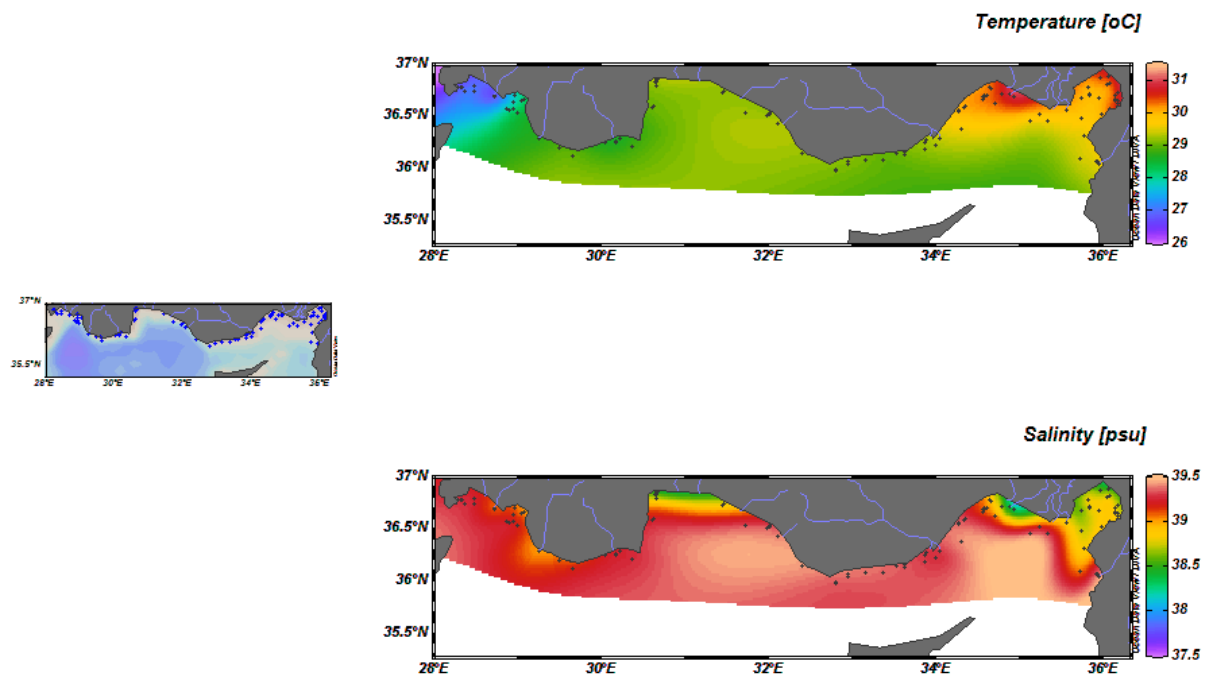 Temperature [oC]
37°N
36.5°N
36°N
35.5°N
28°E
30°E
32°E
34°E
36°E
31
30
29
28
27
26
Ocean Data View / DIVA
37°N
35.5°N
28°E
30°E
32°E
34°E
36°E
Salinity [psu]
37°N
36.5°N
36°N
35.5°N
28°E
30°E
32°E
34°E
36°E
39.5
39
38.5
38
37.5
Ocean Data View / DIVA